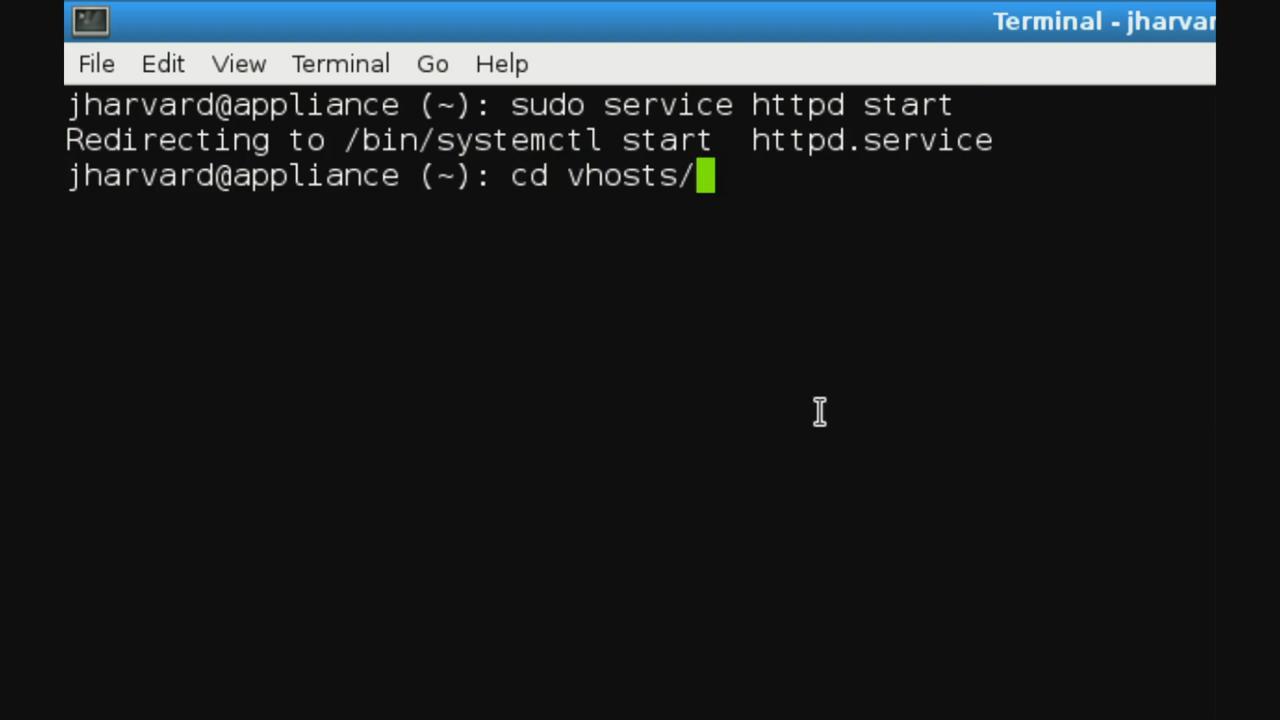 Terminal - jharvar
File Edit View Terminal Go Help
jharvard@appliance (~): sudo service httpd start
Redirecting to /bin/systemctl start  httpd.service
jharvard@appliance (~): cd vhosts/